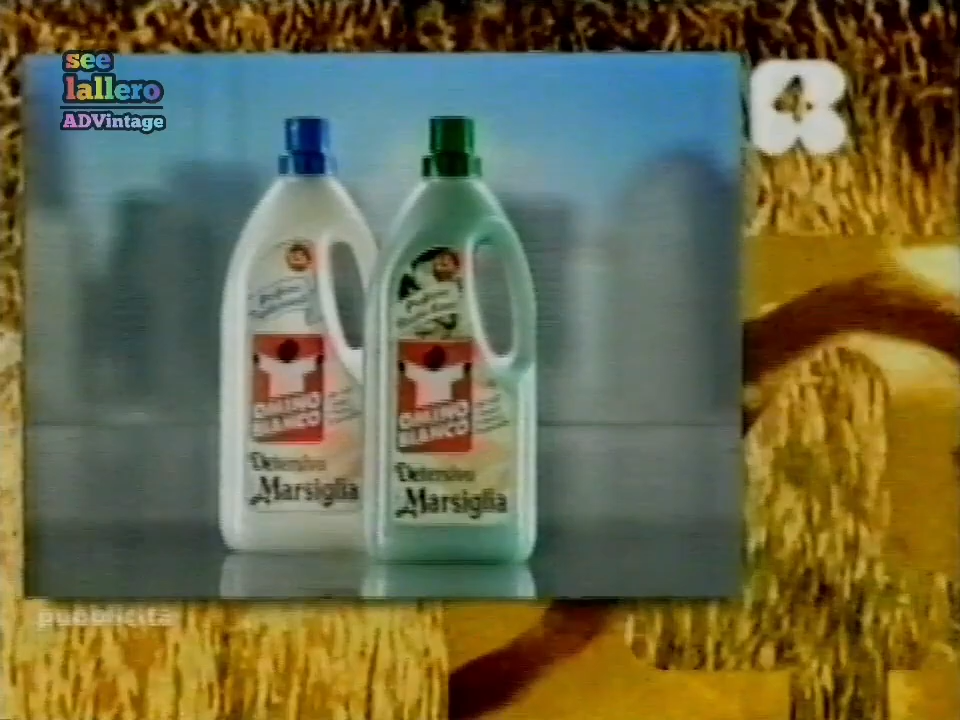 see
lallero
ADVintage
4
OMINO
BIANCO
Detersivo
Marsiglia
OMINO
BIANCO
Detersivo
Marsiglia
pubblicità